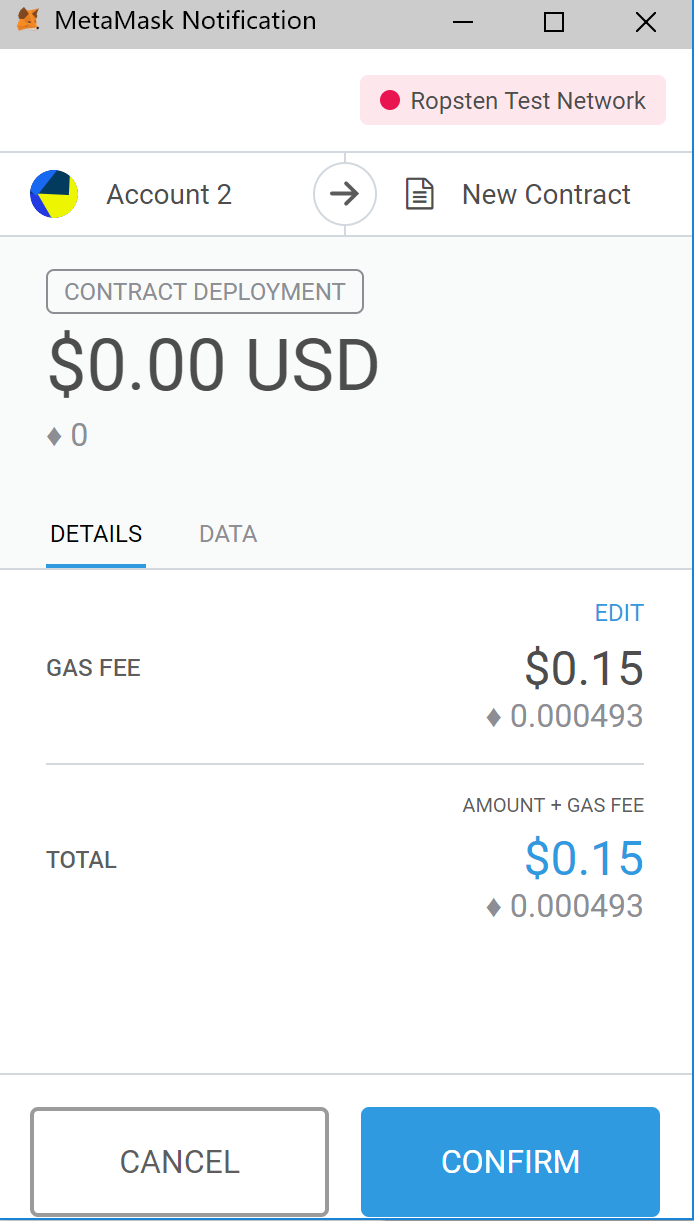 MetaMask Notification
Ropsten Test Network
Account 2
New Contract
CONTRACT DEPLOYMENT
$0.00 USD
♦ 0
DETAILS
DATA
EDIT
GAS FEE
$0.15
♦ 0.000493
AMOUNT + GAS FEE
TOTAL
$0.15
♦ 0.000493
CANCEL
CONFIRM